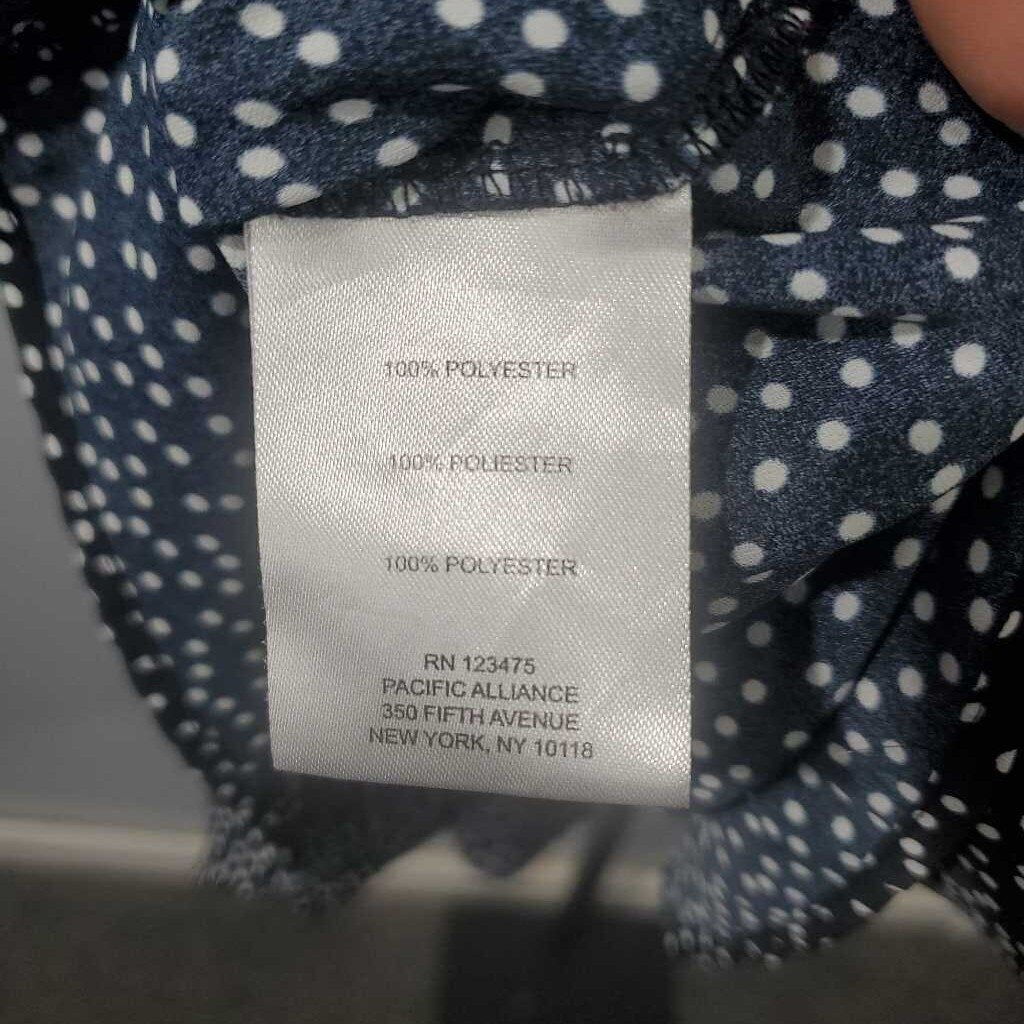 100% POLYESTER
100% POLIESTER
100% POLYESTER
RN 123475
PACIFIC ALLIANCE
350 FIFTH AVENUE
NEW YORK, NY 10118